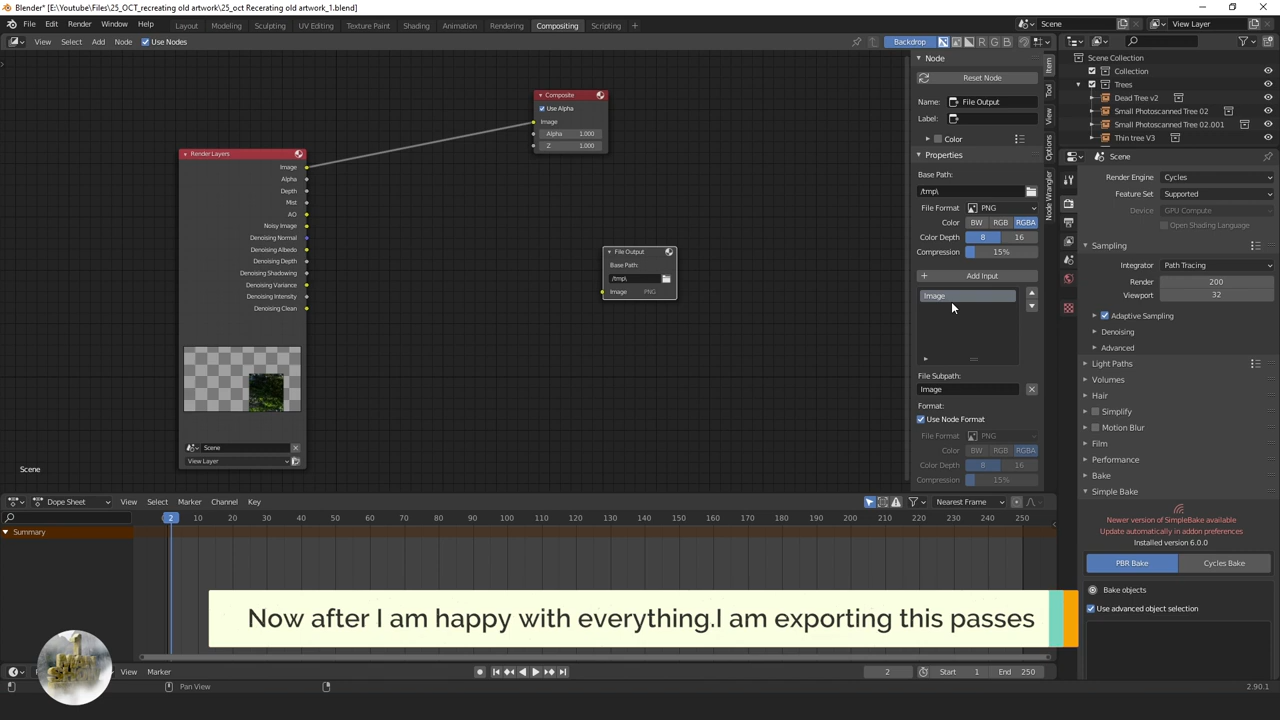 Blender* [E:\Youtube\Files\25_OCT_recreating old artwork\25_oct Recerating old artwork_1.blend]
File Edit Render Window Help Layout Modeling Sculpting UV Editing Texture Paint Shading Animation Rendering Compositing Scripting + Scene View Layer
View Select Add Node Use Nodes Backdrop R G B
Node
Reset Node
Name: File Output
Label:
Color
Properties
Base Path:
/tmp\
File Format PNG
Color BW RGB RGBA
Color Depth 8 16
Compression 15%
Add Input
Image
File Subpath:
Image
Format:
Use Node Format
File Format PNG
Color BW RGB RGBA
Color Depth 8 16
Compression 15%
Item
Tool
View
Options
Node Wrangler
Composite
Use Alpha
Image
Alpha 1.000
Z 1.000
Render Layers
Image
Alpha
Depth
Mist
AO
Noisy Image
Denoising Normal
Denoising Albedo
Denoising Depth
Denoising Shadowing
Denoising Variance
Denoising Intensity
Denoising Clean
Scene
View Layer
File Output
Base Path:
/tmp\
Image PNG
Scene
Scene Collection
Collection
Trees
Dead Tree v2
Small Photoscanned Tree 02
Small Photoscanned Tree 02.001
Thin tree V3
Scene
Render Engine Cycles
Feature Set Supported
Device GPU Compute
Open Shading Language
Sampling
Integrator Path Tracing
Render 200
Viewport 32
Adaptive Sampling
Denoising
Advanced
Light Paths
Volumes
Hair
Simplify
Motion Blur
Film
Performance
Bake
Simple Bake
Newer version of SimpleBake available
Update automatically in addon preferences
Installed version 6.0.0
PBR Bake Cycles Bake
Bake objects
Use advanced object selection
Dope Sheet View Select Marker Channel Key Nearest Frame
2 10 20 30 40 50 60 70 80 90 100 110 120 130 140 150 160 170 180 190 200 210 220 230 240 250
Summary
Now after I am happy with everything.I am exporting this passes
View Marker 2 Start 1 End 250
Pan View 2.90.1